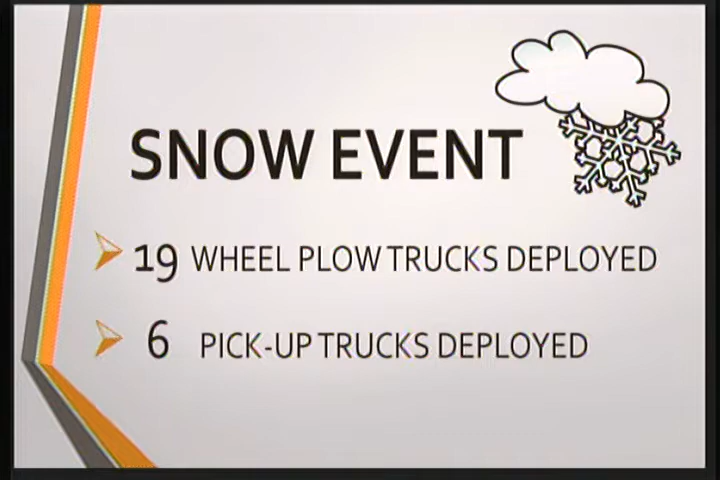 SNOW EVENT
19 WHEEL PLOW TRUCKS DEPLOYED
6 PICK-UP TRUCKS DEPLOYED